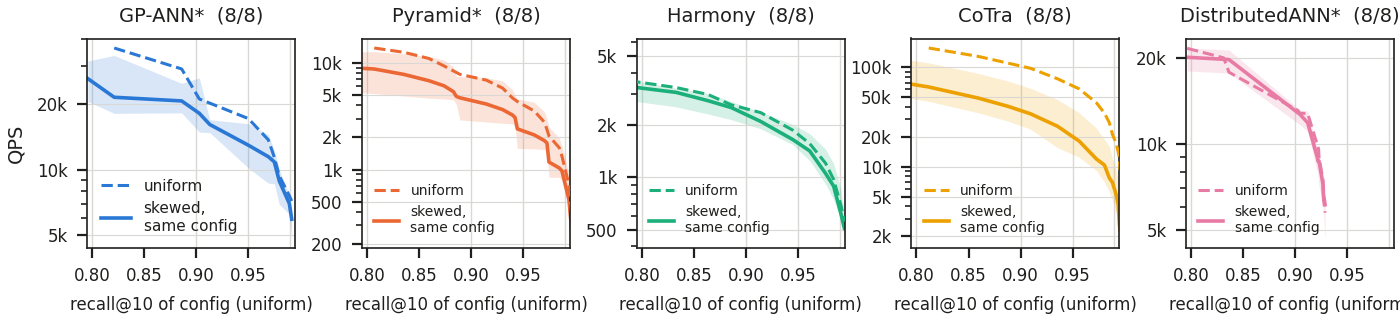 GP-ANN*  (8/8)
Pyramid*  (8/8)
Harmony  (8/8)
CoTra  (8/8)
DistributedANN*  (8/8)
QPS
20k
10k
5k
uniform
skewed,
same config
0.80 0.85 0.90 0.95
recall@10 of config (uniform)
10k
5k
2k
1k
500
200
uniform
skewed,
same config
0.80 0.85 0.90 0.95
recall@10 of config (uniform)
5k
2k
1k
500
uniform
skewed,
same config
0.80 0.85 0.90 0.95
recall@10 of config (uniform)
100k
50k
20k
10k
5k
2k
uniform
skewed,
same config
0.80 0.85 0.90 0.95
recall@10 of config (uniform)
20k
10k
5k
uniform
skewed,
same config
0.80 0.85 0.90 0.95
recall@10 of config (uniform)